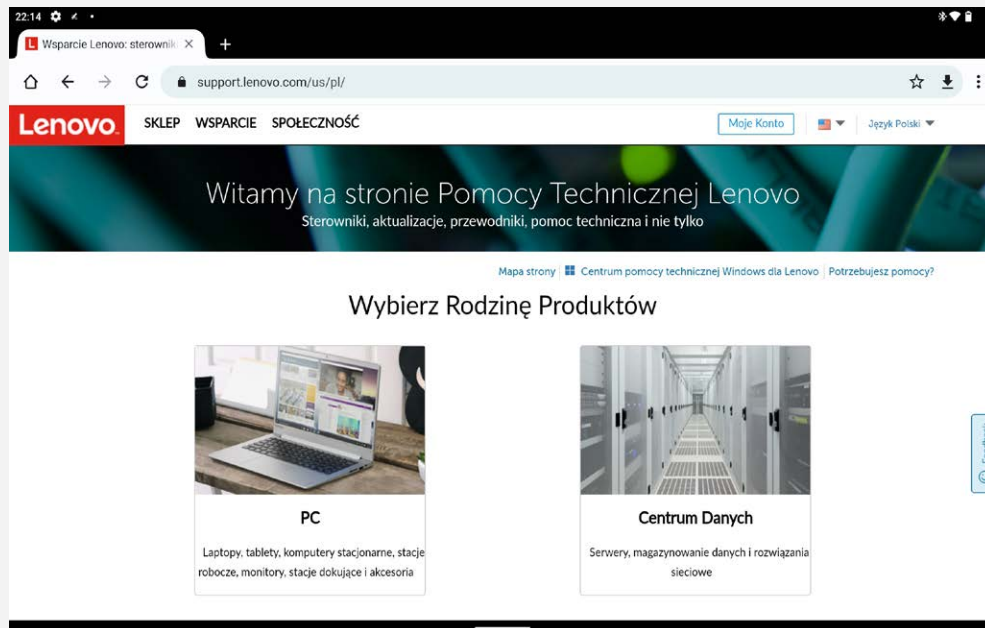 22:14
Wsparcie Lenovo: sterowniki
support.lenovo.com/us/pl/
Lenovo
SKLEP WSPARCIE SPOŁECZNOŚĆ
Moje Konto
Język Polski
Witamy na stronie Pomocy Technicznej Lenovo
Sterowniki, aktualizacje, przewodniki, pomoc techniczna i nie tylko
Mapa strony Centrum pomocy technicznej Windows dla Lenovo Potrzebujesz pomocy?
Wybierz Rodzinę Produktów
PC
Laptopy, tablety, komputery stacjonarne, stacje
robocze, monitory, stacje dokujące i akcesoria
Centrum Danych
Serwery, magazynowanie danych i rozwiązania
sieciowe